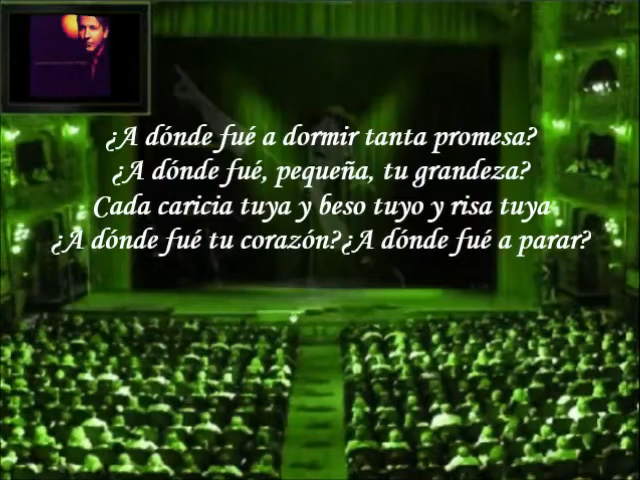 ¿A dónde fué a dormir tanta promesa?
¿A dónde fué, pequeña, tu grandeza?
Cada caricia tuya y beso tuyo y risa tuya
¿A dónde fué tu corazón?¿A dónde fué a parar?